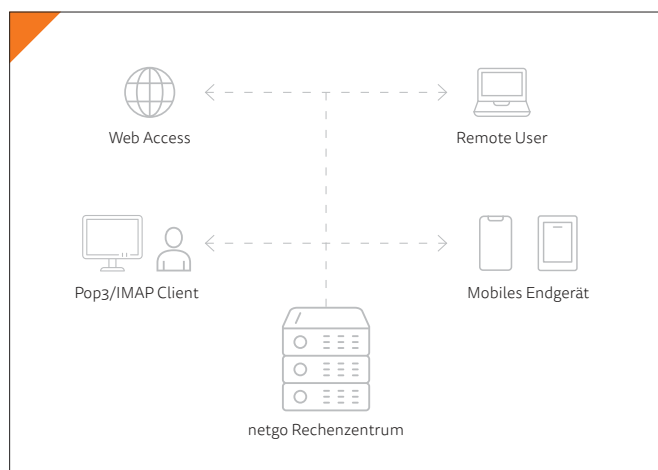 Web Access
Remote User
Pop3/IMAP Client
Mobiles Endgerät
netgo Rechenzentrum